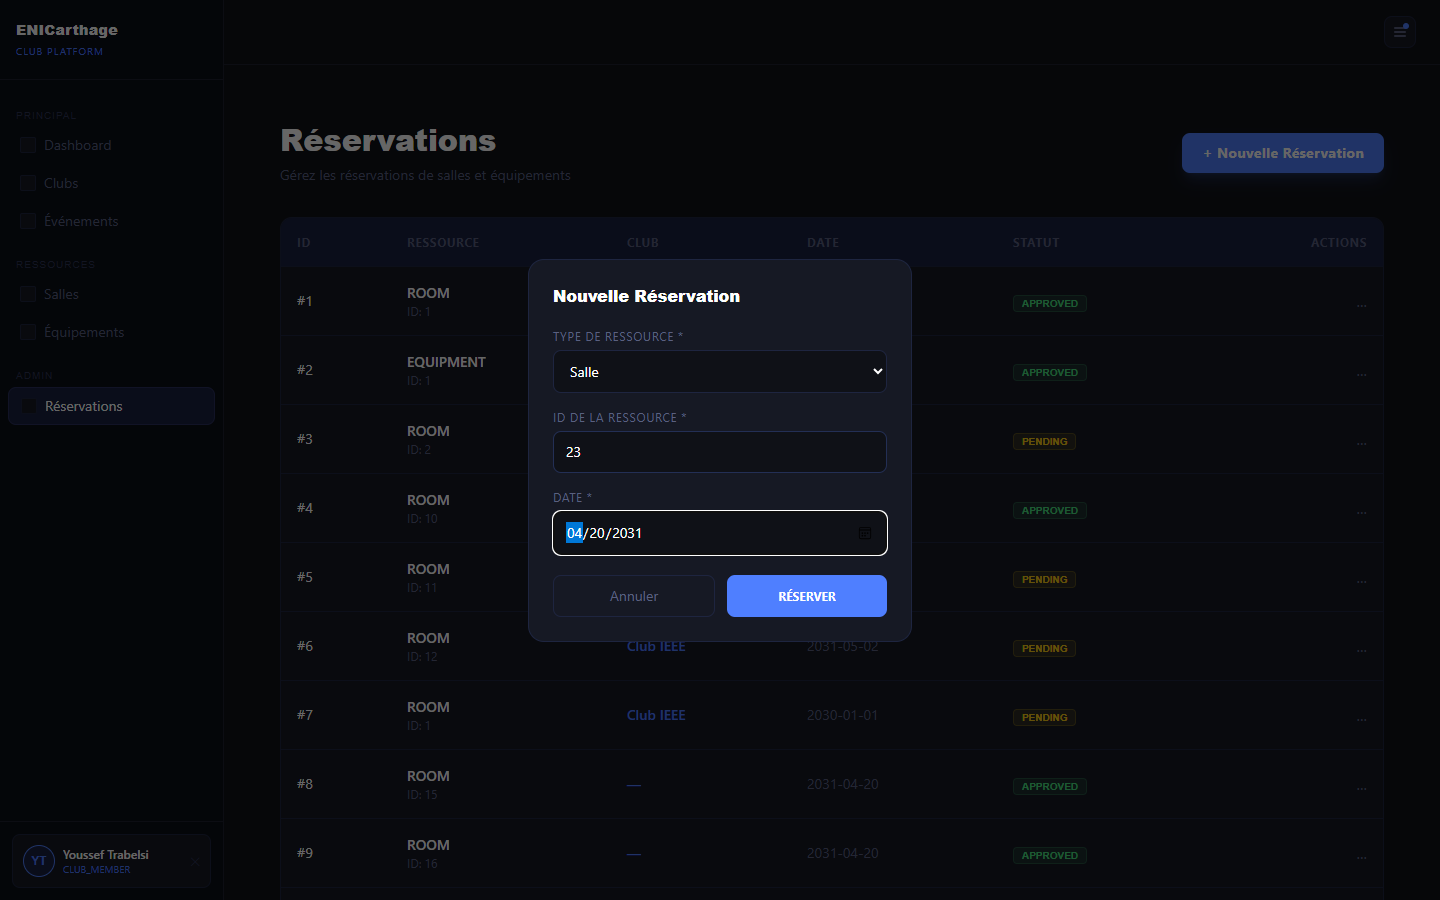 ENICarthage
CLUB PLATFORM
PRINCIPAL
Dashboard
Clubs
Événements
RESSOURCES
Salles
Équipements
ADMIN
Réservations
YT
Youssef Trabelsi
CLUB_MEMBER
Réservations
Gérez les réservations de salles et équipements
+ Nouvelle Réservation
ID RESSOURCE CLUB DATE STATUT ACTIONS
#1 ROOM APPROVED ...
ID: 1
#2 EQUIPMENT APPROVED ...
ID: 1
#3 ROOM PENDING ...
ID: 2
#4 ROOM APPROVED ...
ID: 10
#5 ROOM PENDING ...
ID: 11
#6 ROOM Club IEEE 2031-05-02 PENDING ...
ID: 12
#7 ROOM Club IEEE 2030-01-01 PENDING ...
ID: 1
#8 ROOM — 2031-04-20 APPROVED ...
ID: 15
#9 ROOM — 2031-04-20 APPROVED ...
ID: 16
Nouvelle Réservation
TYPE DE RESSOURCE *
Salle
ID DE LA RESSOURCE *
23
DATE *
04/20/2031
Annuler
RÉSERVER